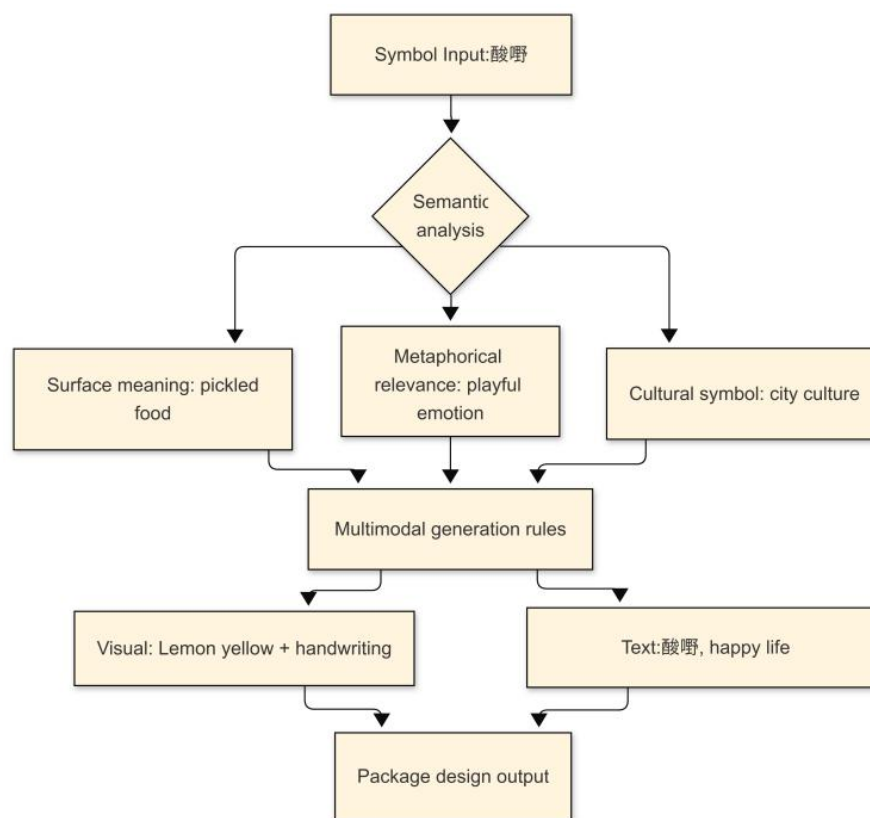 Symbol Input:酸嘢
Semantic
analysis
Surface meaning: pickled
food
Metaphorical
relevance: playful
emotion
Cultural symbol: city culture
Multimodal generation rules
Visual: Lemon yellow + handwriting
Text:酸嘢, happy life
Package design output